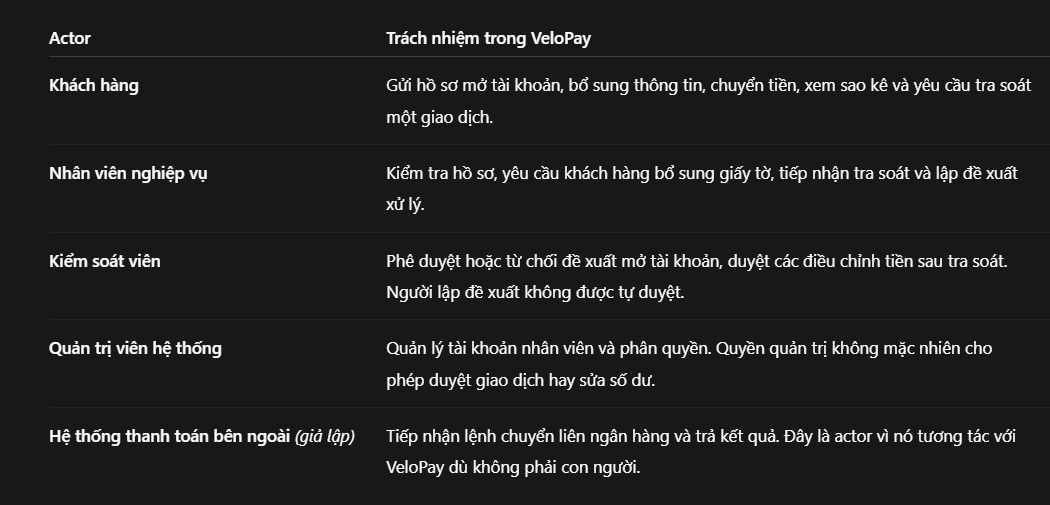 Actor Trách nhiệm trong VeloPay
Khách hàng Gửi hồ sơ mở tài khoản, bổ sung thông tin, chuyển tiền, xem sao kê và yêu cầu tra soát
một giao dịch.
Nhân viên nghiệp vụ Kiểm tra hồ sơ, yêu cầu khách hàng bổ sung giấy tờ, tiếp nhận tra soát và lập đề xuất
xử lý.
Kiểm soát viên Phê duyệt hoặc từ chối đề xuất mở tài khoản, duyệt các điều chỉnh tiền sau tra soát.
Người lập đề xuất không được tự duyệt.
Quản trị viên hệ thống Quản lý tài khoản nhân viên và phân quyền. Quyền quản trị không mặc nhiên cho
phép duyệt giao dịch hay sửa số dư.
Hệ thống thanh toán bên ngoài (giả lập) Tiếp nhận lệnh chuyển liên ngân hàng và trả kết quả. Đây là actor vì nó tương tác với
VeloPay dù không phải con người.